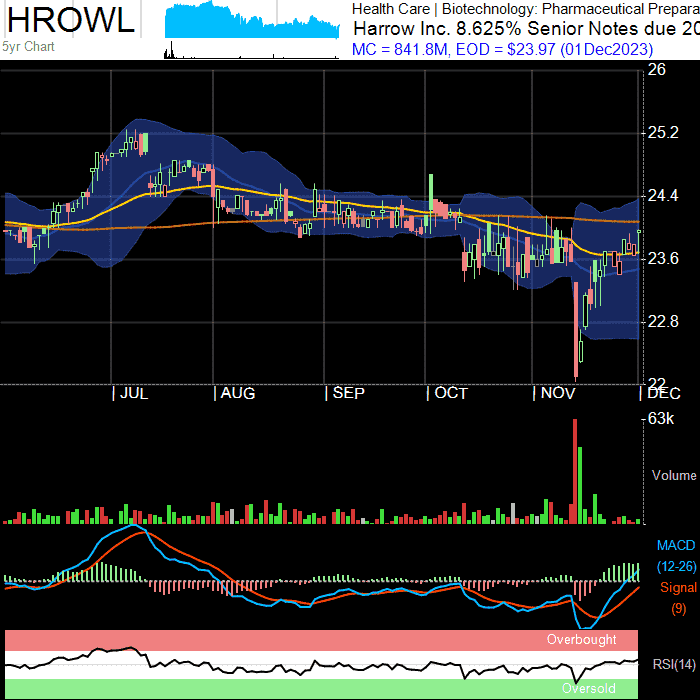 HROWL
5yr Chart
Health Care | Biotechnology: Pharmaceutical Prepara
Harrow Inc. 8.625% Senior Notes due 20
MC = 841.8M, EOD = $23.97 (01Dec2023)
26
25.2
24.4
23.6
22.8
22
JUL AUG SEP OCT NOV DEC
63k
Volume
MACD
(12-26)
Signal
(9)
Overbought
RSI(14)
Oversold